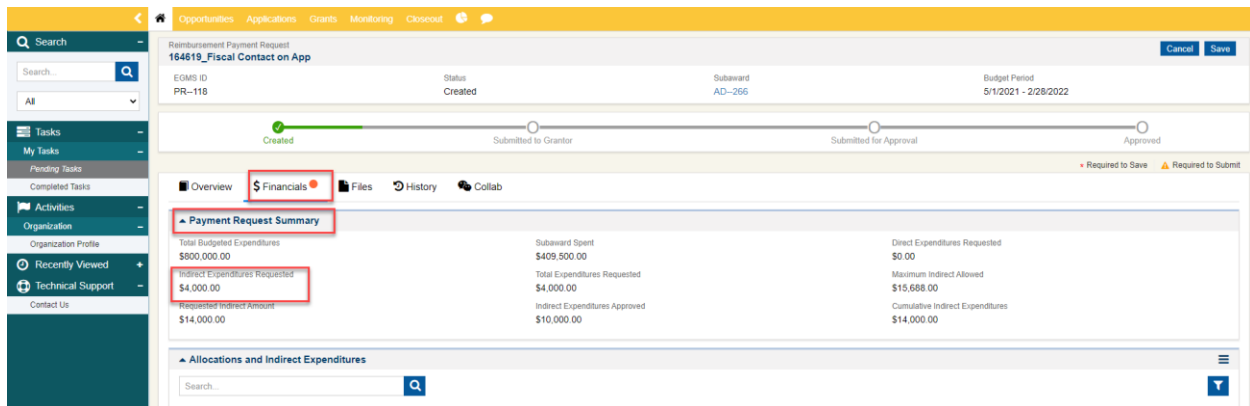 Opportunities Applications Grants Monitoring Closeout
Search
Search...
All
Tasks
My Tasks
Pending Tasks
Completed Tasks
Activities
Organization
Organization Profile
Recently Viewed
Technical Support
Contact Us
Reimbursement Payment Request
164619_Fiscal Contact on App
Cancel Save
EGMS ID Status Subaward Budget Period
PR--118 Created AD--266 5/1/2021 - 2/28/2022
Created Submitted to Grantor Submitted for Approval Approved
Required to Save Required to Submit
Overview $ Financials Files History Collab
Payment Request Summary
Total Budgeted Expenditures Subaward Spent Direct Expenditures Requested
$800,000.00 $409,500.00 $0.00
Indirect Expenditures Requested Total Expenditures Requested Maximum Indirect Allowed
$4,000.00 $4,000.00 $15,688.00
Requested Indirect Amount Indirect Expenditures Approved Cumulative Indirect Expenditures
$14,000.00 $10,000.00 $14,000.00
Allocations and Indirect Expenditures
Search...